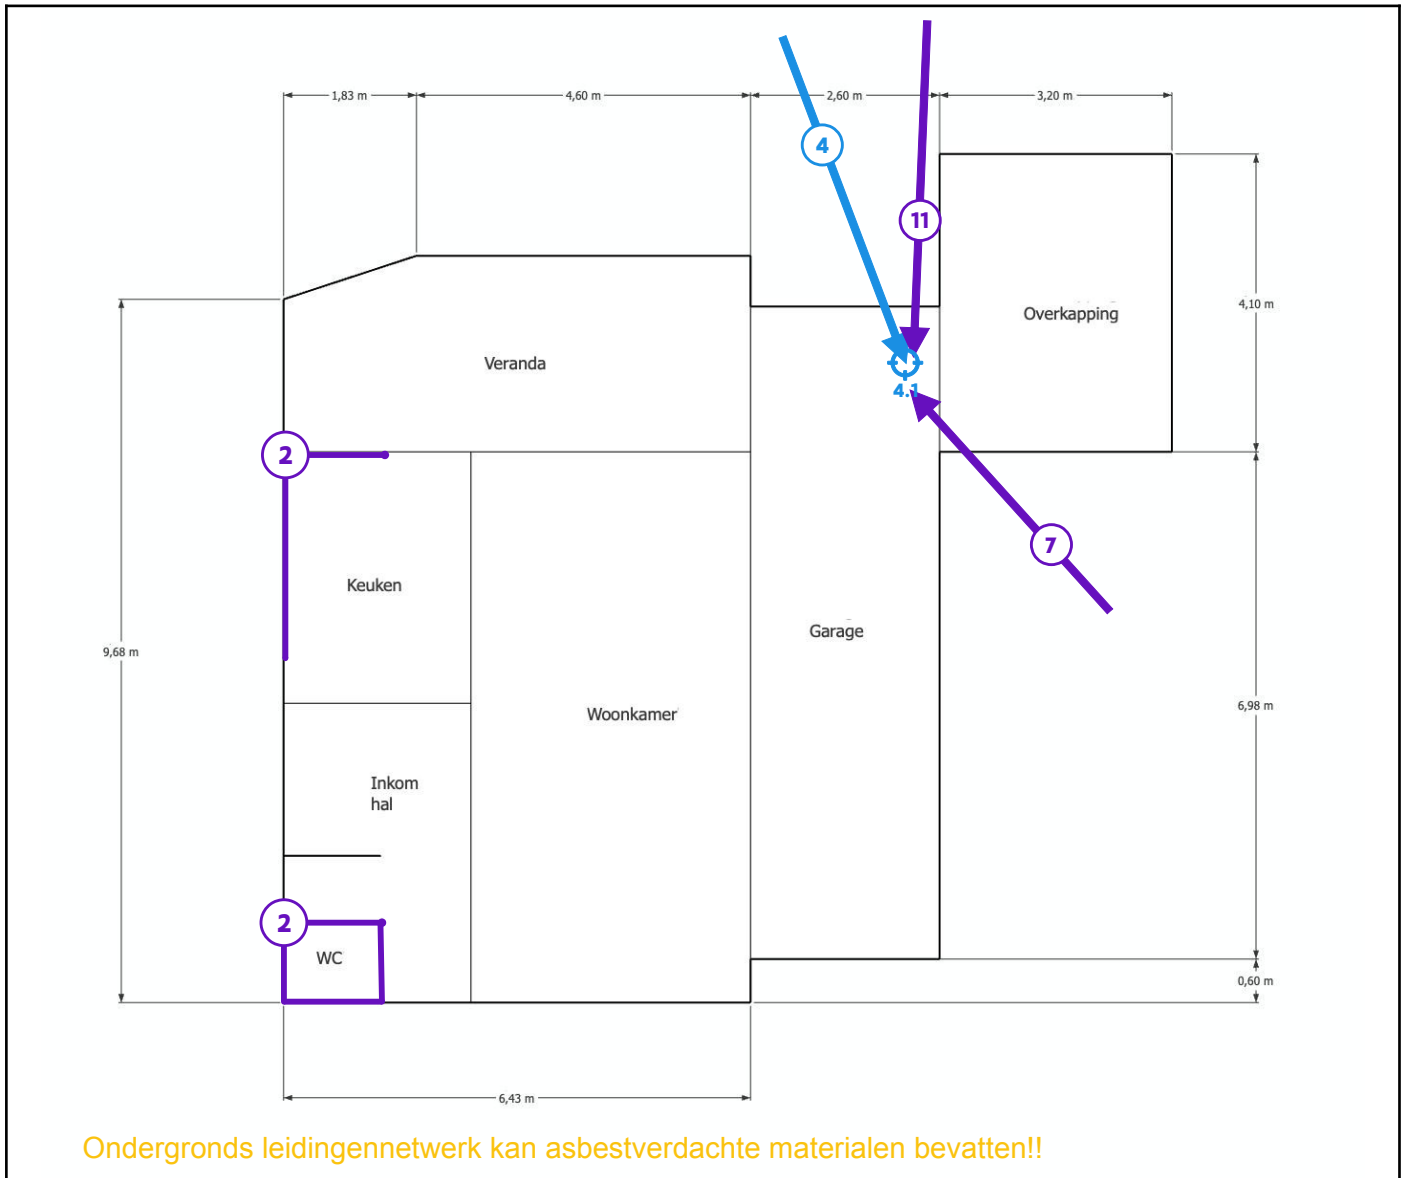 1,83 m
4,60 m
2,60 m
3,20 m
4
11
4,10 m
Overkapping
Veranda
4.1
2
7
Keuken
Garage
9,68 m
6,98 m
Woonkamer
Inkom
hal
2
WC
0,60 m
6,43 m
Ondergronds leidingennetwerk kan asbestverdachte materialen bevatten!!